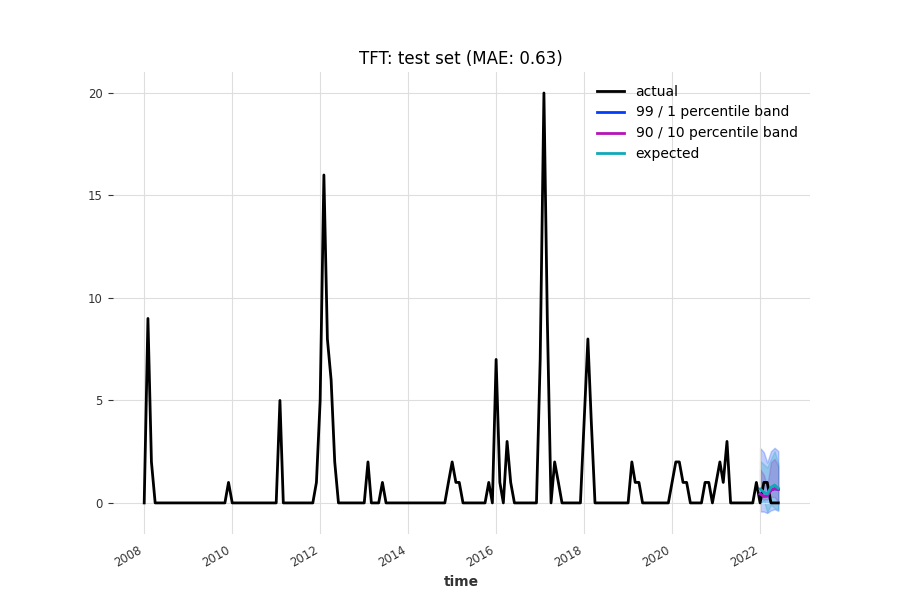 TFT: test set (MAE: 0.63)
actual
99 / 1 percentile band
90 / 10 percentile band
expected
20
15
10
5
0
2008
2010
2012
2014
2016
2018
2020
2022
time